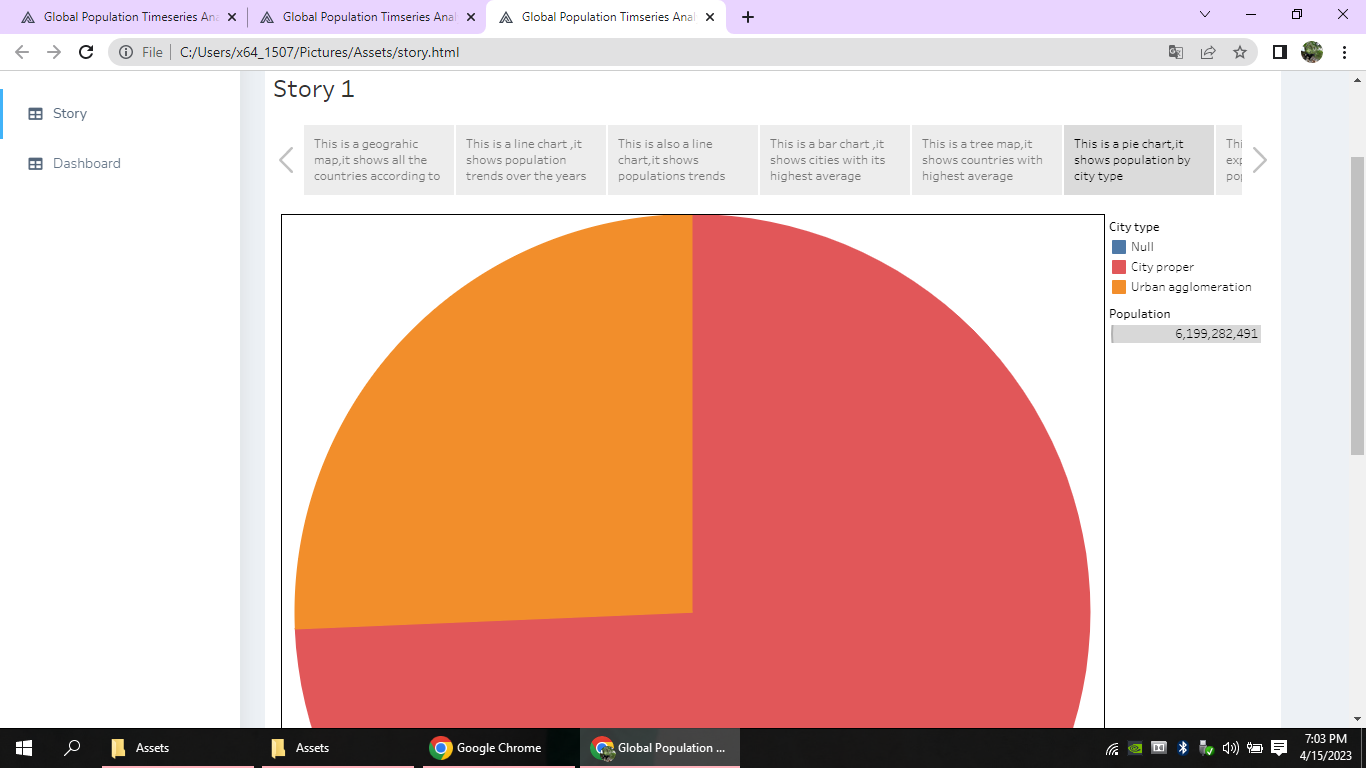 Global Population Timeseries Ana
Global Population Timseries Anal
Global Population Timseries Anal
File
C:/Users/x64_1507/Pictures/Assets/story.html
Story
Dashboard
Story 1
This is a geograhic
map,it shows all the
countries according to
This is a line chart ,it
shows population
trends over the years
This is also a line
chart,it shows
populations trends
This is a bar chart ,it
shows cities with its
highest average
This is a tree map,it
shows countries with
highest average
This is a pie chart,it
shows population by
city type
Thi
exp
pop
City type
Null
City proper
Urban agglomeration
Population
6,199,282,491
Assets
Assets
Google Chrome
Global Population ...
7:03 PM
4/15/2023